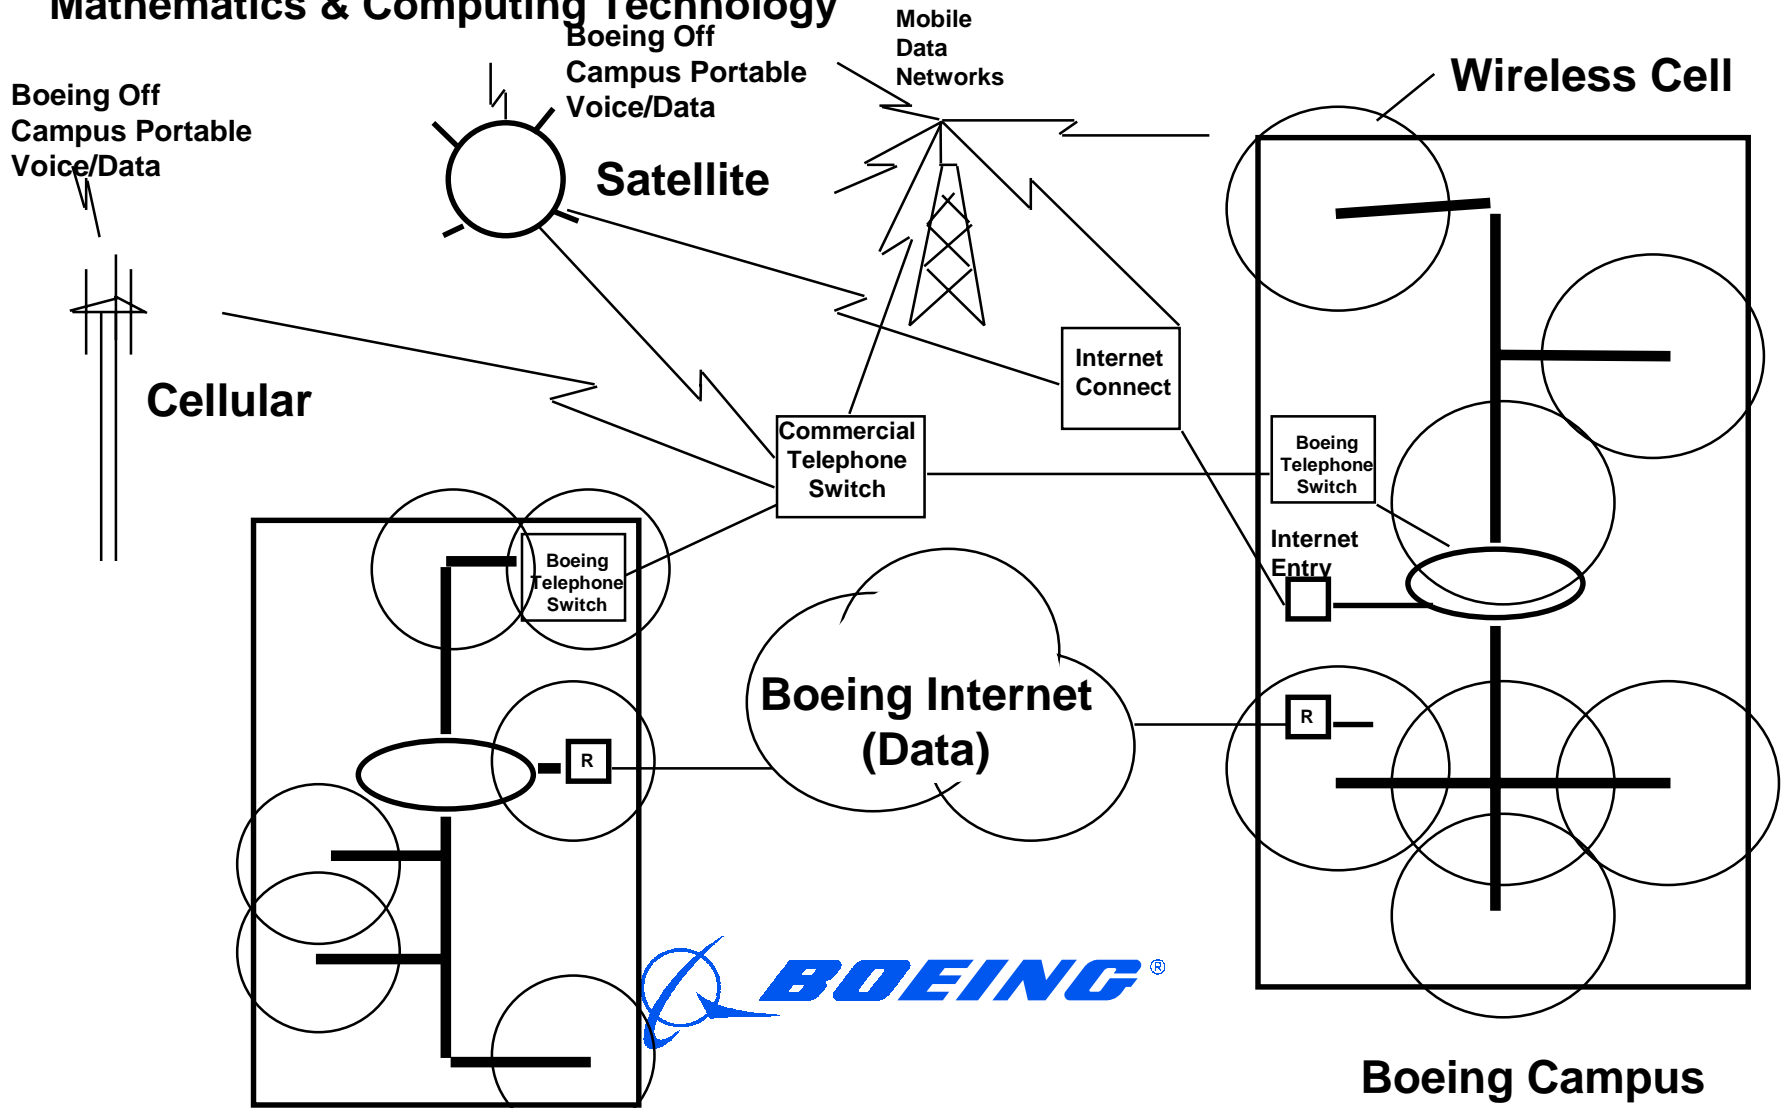 Mathematics & Computing Technology
Boeing Off
Campus Portable
Voice/Data
Boeing Off
Campus Portable
Voice/Data
Mobile
Data
Networks
Wireless Cell
Satellite
Cellular
Internet
Connect
Commercial
Telephone
Switch
Boeing
Telephone
Switch
Internet
Entry
Boeing
Telephone
Switch
Boeing Internet
(Data)
R
R
BOEING®
Boeing Campus